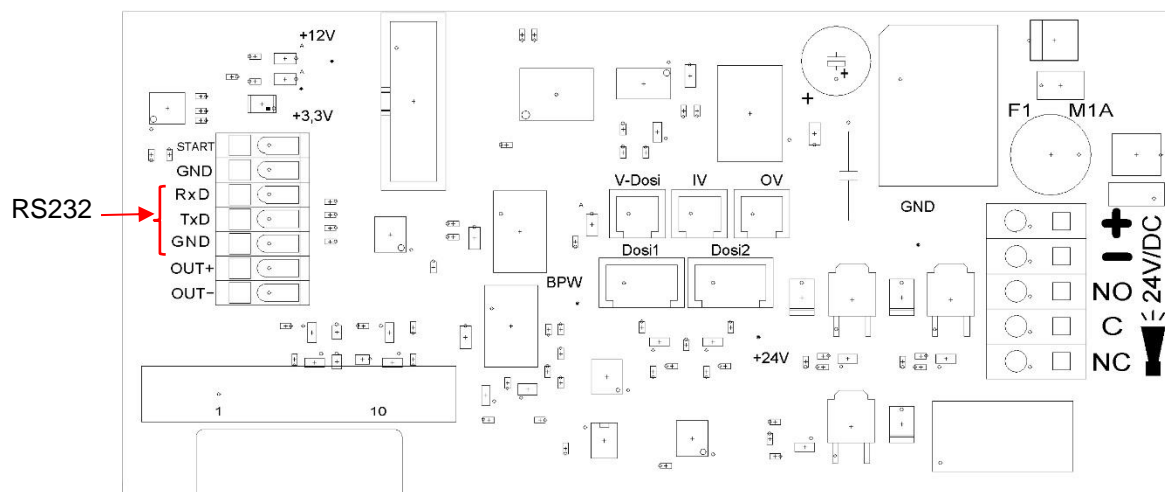 +12V
+3,3V
START
GND
RxD
TxD
GND
OUT+
OUT-
RS232
V-Dosi IV OV
Dosi1 Dosi2
BPW
+24V
GND
F1 M1A
+
-
NO
C
NC
24V/DC
1 10